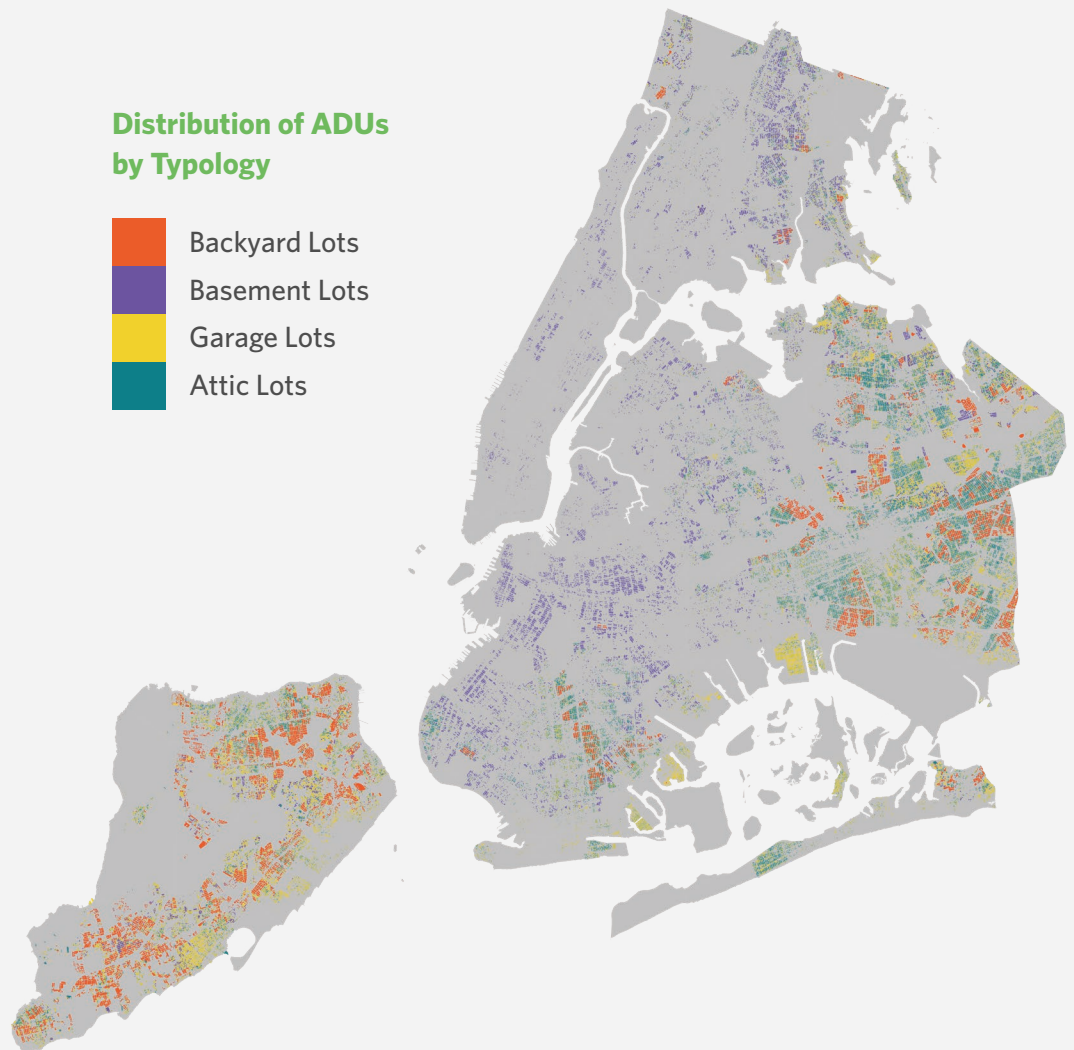 Distribution of ADUs
by Typology
Backyard Lots
Basement Lots
Garage Lots
Attic Lots